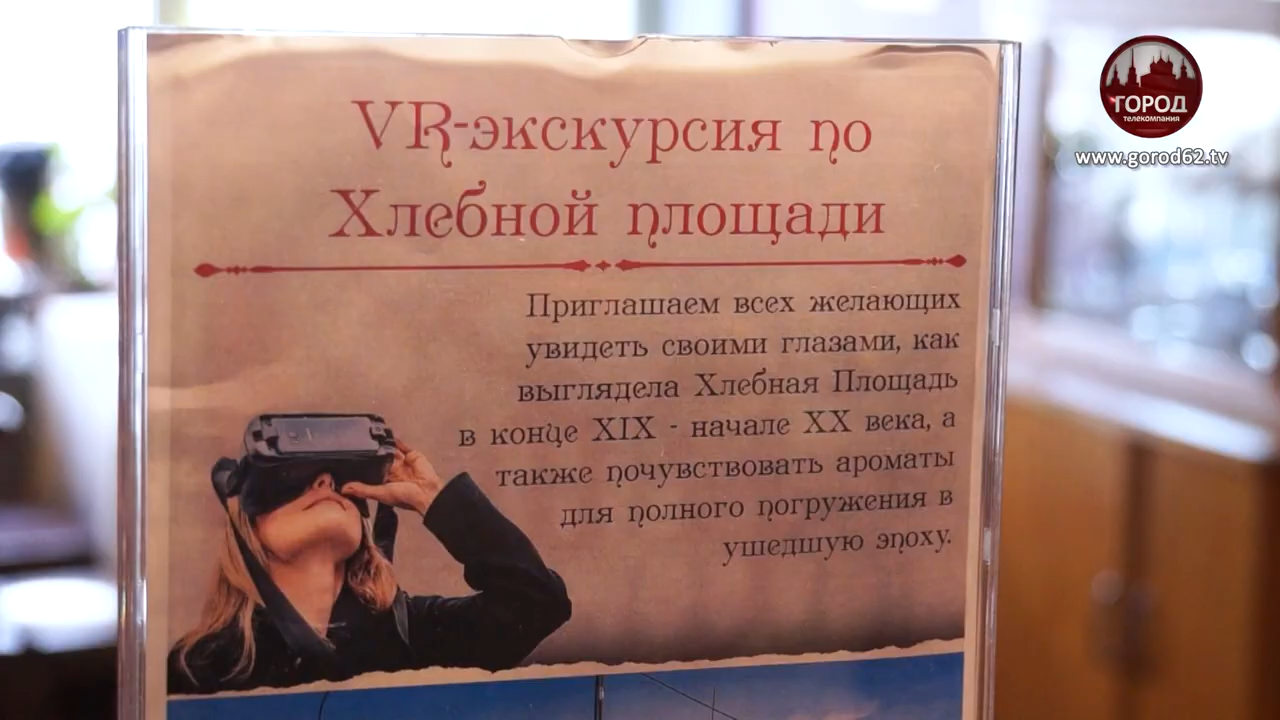 VR-экскурсия по
Хлебной площади
Приглашаем всех желающих
увидеть своими глазами, как
выглядела Хлебная Площадь
в конце XIX - начале XX века, а
также почувствовать ароматы
для полного погружения в
ушедшую эпоху.
ГОРОД
телекомпания
www.gorod62.tv